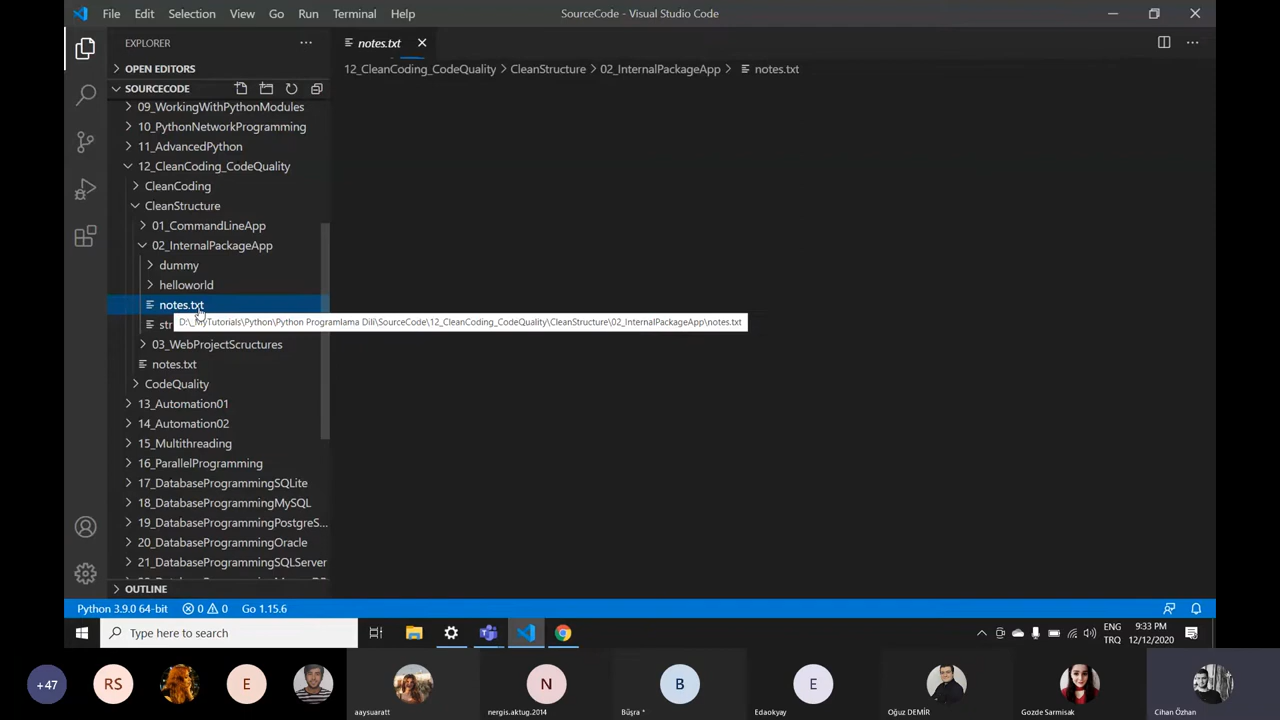 File Edit Selection View Go Run Terminal Help
SourceCode - Visual Studio Code
EXPLORER
notes.txt
OPEN EDITORS
12_CleanCoding_CodeQuality > CleanStructure > 02_InternalPackageApp > notes.txt
SOURCECODE
09_WorkingWithPythonModules
10_PythonNetworkProgramming
11_AdvancedPython
12_CleanCoding_CodeQuality
CleanCoding
CleanStructure
01_CommandLineApp
02_InternalPackageApp
dummy
helloworld
notes.txt
str
D:\_MyTutorials\Python\Python Programlama Dili\SourceCode\12_CleanCoding_CodeQuality\CleanStructure\02_InternalPackageApp\notes.txt
03_WebProjectScructures
notes.txt
CodeQuality
13_Automation01
14_Automation02
15_Multithreading
16_ParallelProgramming
17_DatabaseProgrammingSQLite
18_DatabaseProgrammingMySQL
19_DatabaseProgrammingPostgreS...
20_DatabaseProgrammingOracle
21_DatabaseProgrammingSQLServer
OUTLINE
Python 3.9.0 64-bit 0 0 Go 1.15.6
Type here to search
ENG
TRQ
9:33 PM
12/12/2020
+47
RS
E
aaysuaratt
N
nergis.aktug.2014
B
Büşra *
E
Edaokyay
Oğuz DEMİR
Gozde Sarmisak
Cihan Özhan